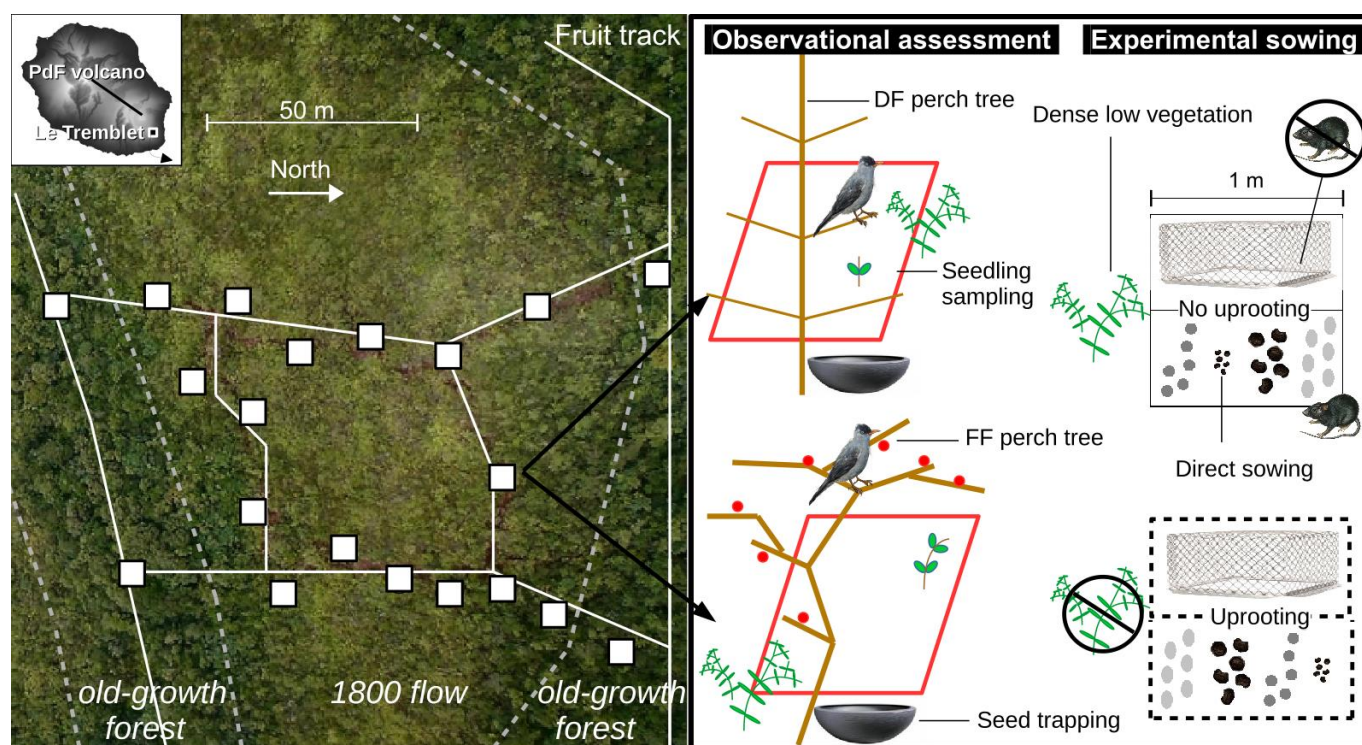 PdF volcano
Le Tremblet
Fruit track
50 m
North
old-growth
forest
1800 flow
old-growth
forest
Observational assessment
Experimental sowing
DF perch tree
Dense low vegetation
1 m
Seedling
sampling
No uprooting
FF perch tree
Direct sowing
Uprooting
Seed trapping